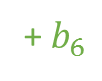 + b₆